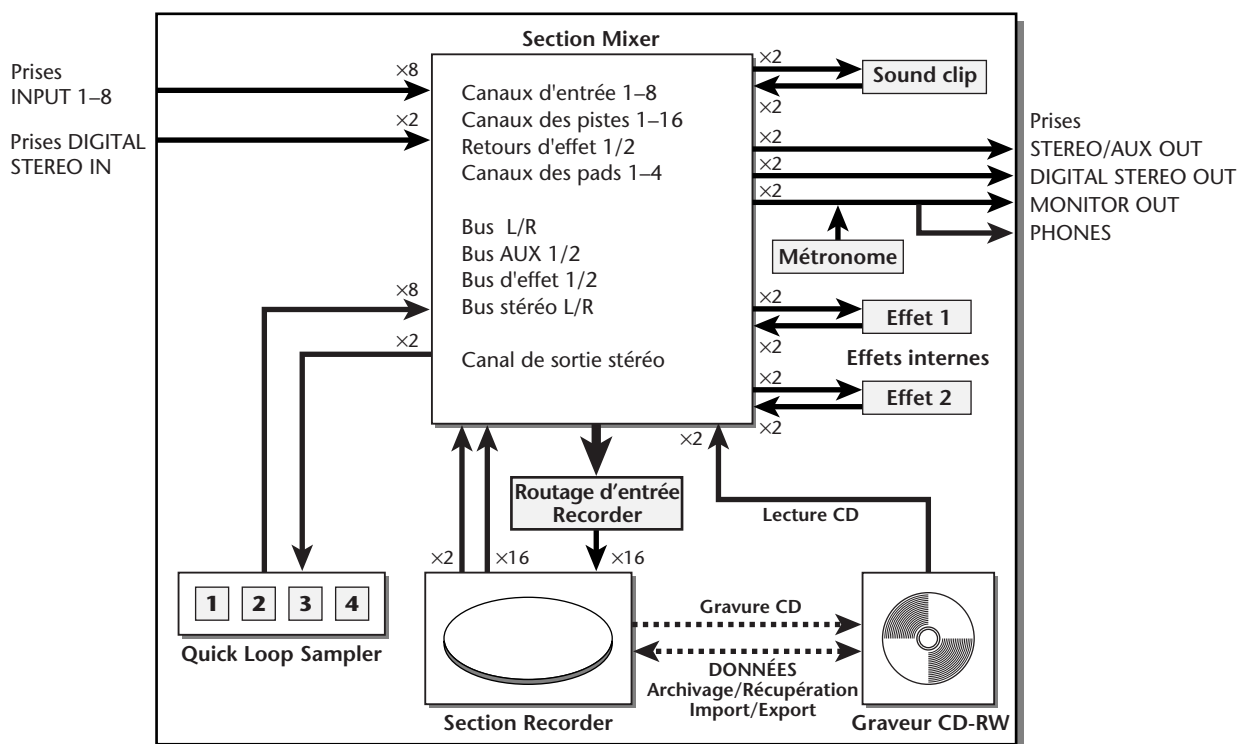 Section Mixer
Prises
INPUT 1–8
×8
Prises DIGITAL
STEREO IN
×2
Canaux d'entrée 1–8
Canaux des pistes 1–16
Retours d'effet 1/2
Canaux des pads 1–4
Bus L/R
Bus AUX 1/2
Bus d'effet 1/2
Bus stéréo L/R
Canal de sortie stéréo
×8
×2
×2
Sound clip
×2
Prises
×2
STEREO/AUX OUT
×2
DIGITAL STEREO OUT
×2
MONITOR OUT
PHONES
Métronome
×2
Effet 1
×2
Effets internes
×2
Effet 2
×2
×2
Routage d’entrée
Recorder
Lecture CD
×2
×16
×16
1 2 3 4
Quick Loop Sampler
Gravure CD
DONNÉES
Archivage/Récupération
Import/Export
Section Recorder
Graveur CD-RW